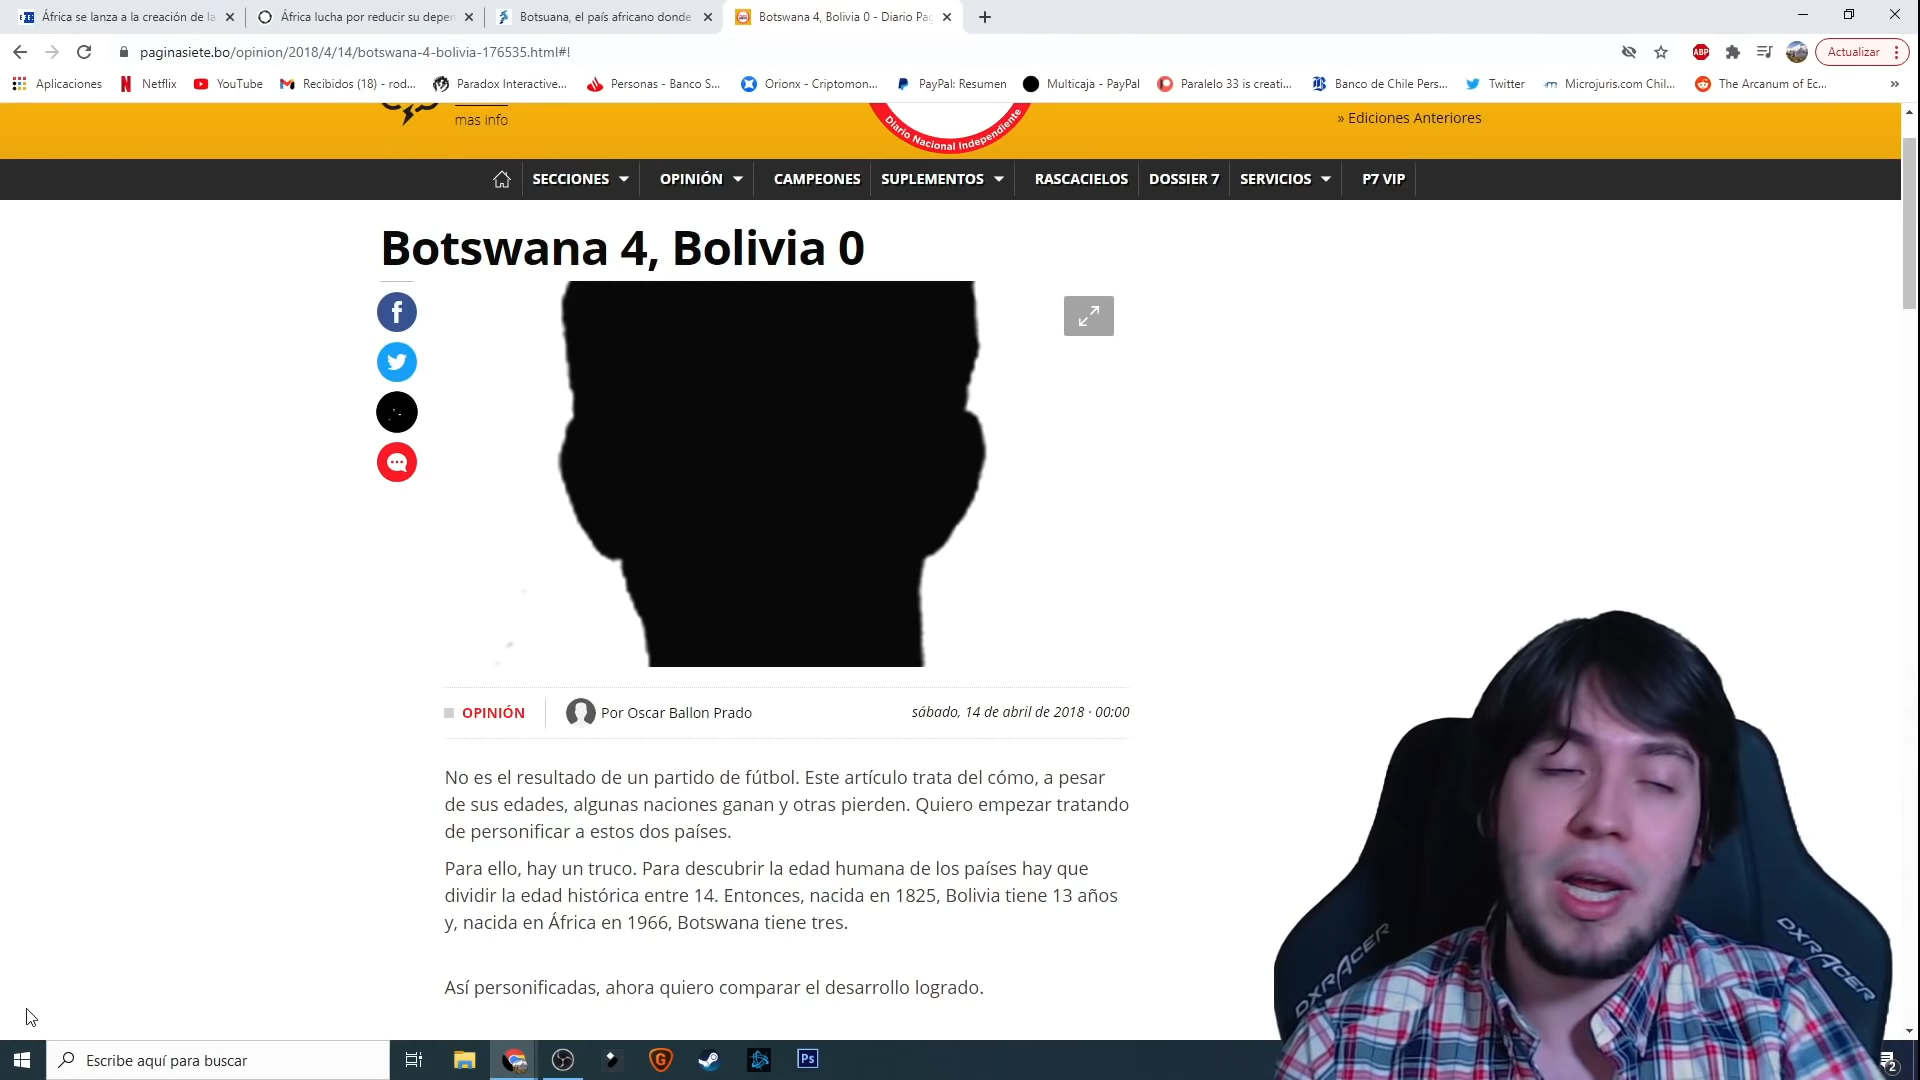 África se lanza a la creación de la
África lucha por reducir su depen
Botsuana, el país africano donde
Botswana 4, Bolivia 0 - Diario Pag
paginasiete.bo/opinion/2018/4/14/botswana-4-bolivia-176535.html#!
ABP
Actualizar
Aplicaciones
Netflix
YouTube
Recibidos (18) - rod...
Paradox Interactive...
Personas - Banco S...
Orionx - Criptomon...
PayPal: Resumen
Multicaja - PayPal
Paralelo 33 is creati...
Banco de Chile Pers...
Twitter
Microjuris.com Chil...
The Arcanum of Ec...
»
mas info
Diario Nacional Independiente
» Ediciones Anteriores
SECCIONES
OPINIÓN
CAMPEONES
SUPLEMENTOS
RASCACIELOS
DOSSIER 7
SERVICIOS
P7 VIP
Botswana 4, Bolivia 0
OPINIÓN
Por Oscar Ballon Prado
sábado, 14 de abril de 2018 · 00:00
No es el resultado de un partido de fútbol. Este artículo trata del cómo, a pesar
de sus edades, algunas naciones ganan y otras pierden. Quiero empezar tratando
de personificar a estos dos países.
Para ello, hay un truco. Para descubrir la edad humana de los países hay que
dividir la edad histórica entre 14. Entonces, nacida en 1825, Bolivia tiene 13 años
y, nacida en África en 1966, Botswana tiene tres.
Así personificadas, ahora quiero comparar el desarrollo logrado.
DXRACER
DXRACER
Escribe aquí para buscar
Ps
2